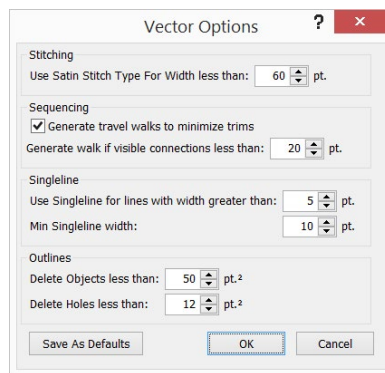 Vector Options ? ×
Stitching
Use Satin Stitch Type For Width less than: 60 pt.
Sequencing
Generate travel walks to minimize trims
Generate walk if visible connections less than: 20 pt.
Singleline
Use Singleline for lines with width greater than: 5 pt.
Min Singleline width: 10 pt.
Outlines
Delete Objects less than: 50 pt.²
Delete Holes less than: 12 pt.²
Save As Defaults OK Cancel